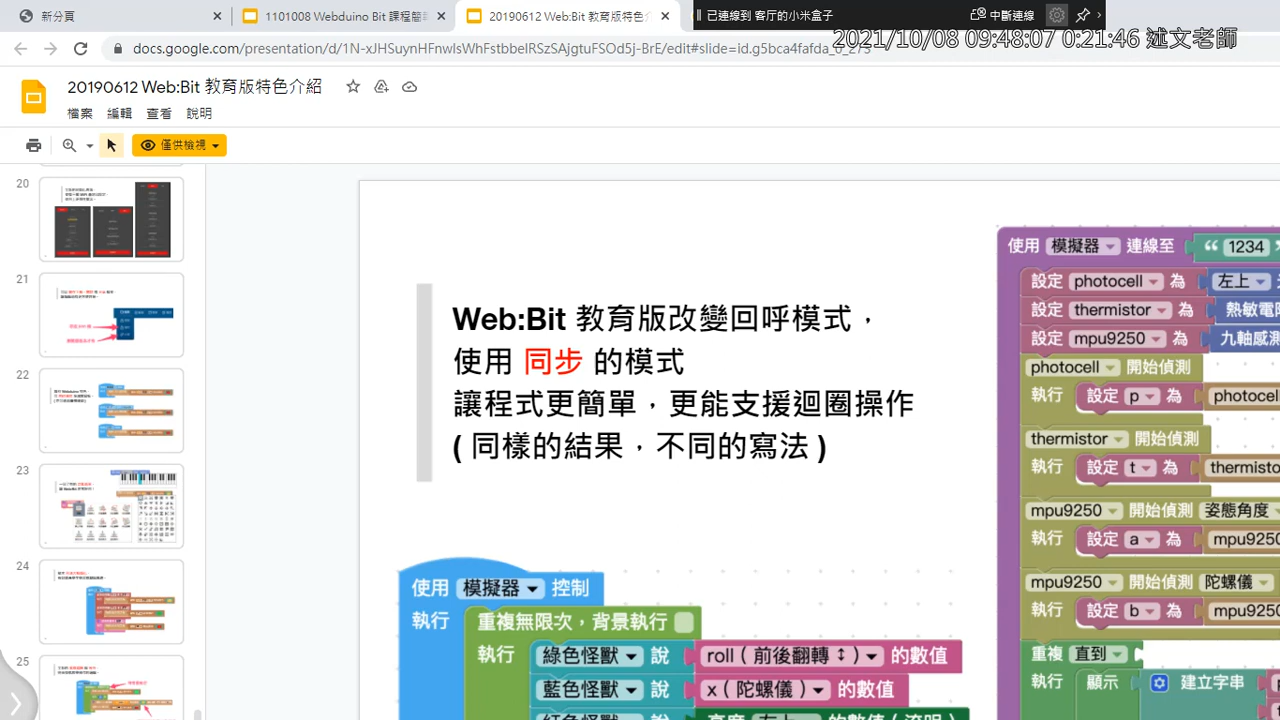 新分頁
1101008 Webduino Bit 課程簡
20190612 Web:Bit 教育版特色介
已連線到 客厅的小米盒子
中斷連線
docs.google.com/presentation/d/1N-xJHSuynHFnwIsWhFstbbelRSzSAjgtuFSOd5j-BrE/edit#slide=id.g5bca4fafda_0_273
2021/10/08 09:48:07 0:21:46 述文老師
20190612 Web:Bit 教育版特色介紹
檔案 編輯 查看 說明
僅供檢視
20
21
22
23
24
25
Web:Bit 教育版改變回呼模式，
使用 同步 的模式
讓程式更簡單，更能支援迴圈操作
( 同樣的結果，不同的寫法 )
使用 模擬器 控制
執行 重複無限次，背景執行
執行 綠色怪獸 說 roll ( 前後翻轉 ↕ ) 的數值
藍色怪獸 說 x ( 陀螺儀 ) 的數值
使用 模擬器 連線至 “ 1234
設定 photocell 為 左上
設定 thermistor 為 熱敏電阻
設定 mpu9250 為 九軸感測
photocell 開始偵測
執行 設定 p 為 photocel
thermistor 開始偵測
執行 設定 t 為 thermisto
mpu9250 開始偵測 姿態角度
執行 設定 a 為 mpu9250
mpu9250 開始偵測 陀螺儀
執行 設定 b 為 mpu9250
重複 直到
執行 顯示 建立字串